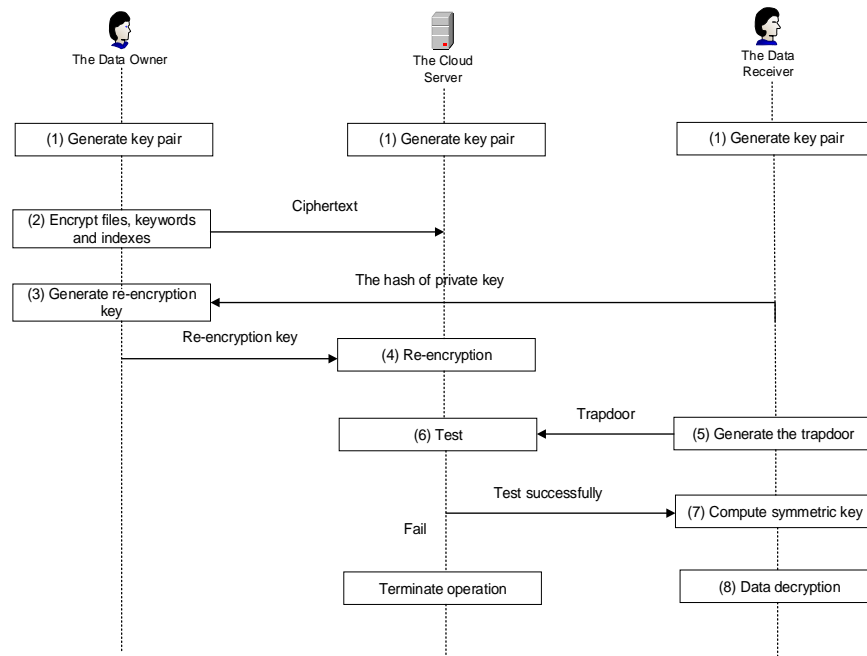 The Data Owner
The Cloud
Server
The Data
Receiver
(1) Generate key pair
(1) Generate key pair
(1) Generate key pair
Ciphertext
(2) Encrypt files, keywords
and indexes
The hash of private key
(3) Generate re-encryption
key
Re-encryption key
(4) Re-encryption
Trapdoor
(6) Test
(5) Generate the trapdoor
Test successfully
(7) Compute symmetric key
Fail
Terminate operation
(8) Data decryption